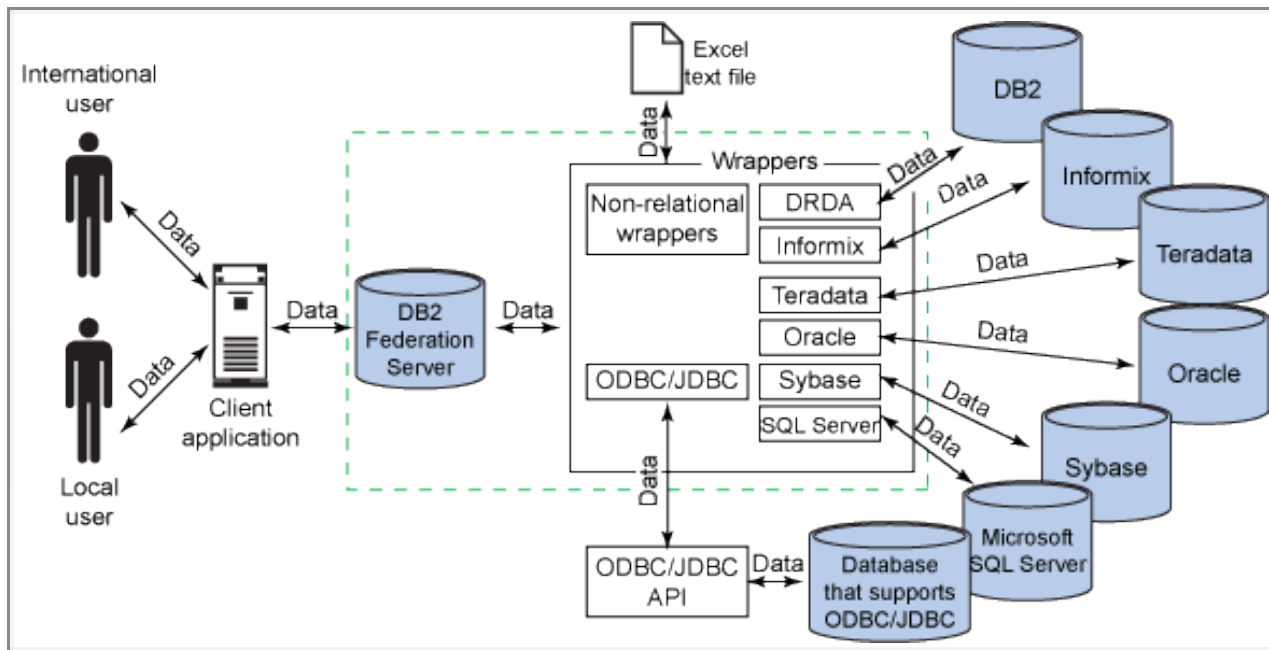 International
user
Data
Data
Local
user
Client
application
Data
DB2
Federation
Server
Data
Excel
text file
Data
Wrappers
Non-relational
wrappers
ODBC/JDBC
DRDA
Informix
Teradata
Oracle
Sybase
SQL Server
Data
Data
Data
Data
Data
Data
DB2
Informix
Teradata
Oracle
Sybase
Microsoft
SQL Server
Data
ODBC/JDBC
API
Data
Database
that supports
ODBC/JDBC